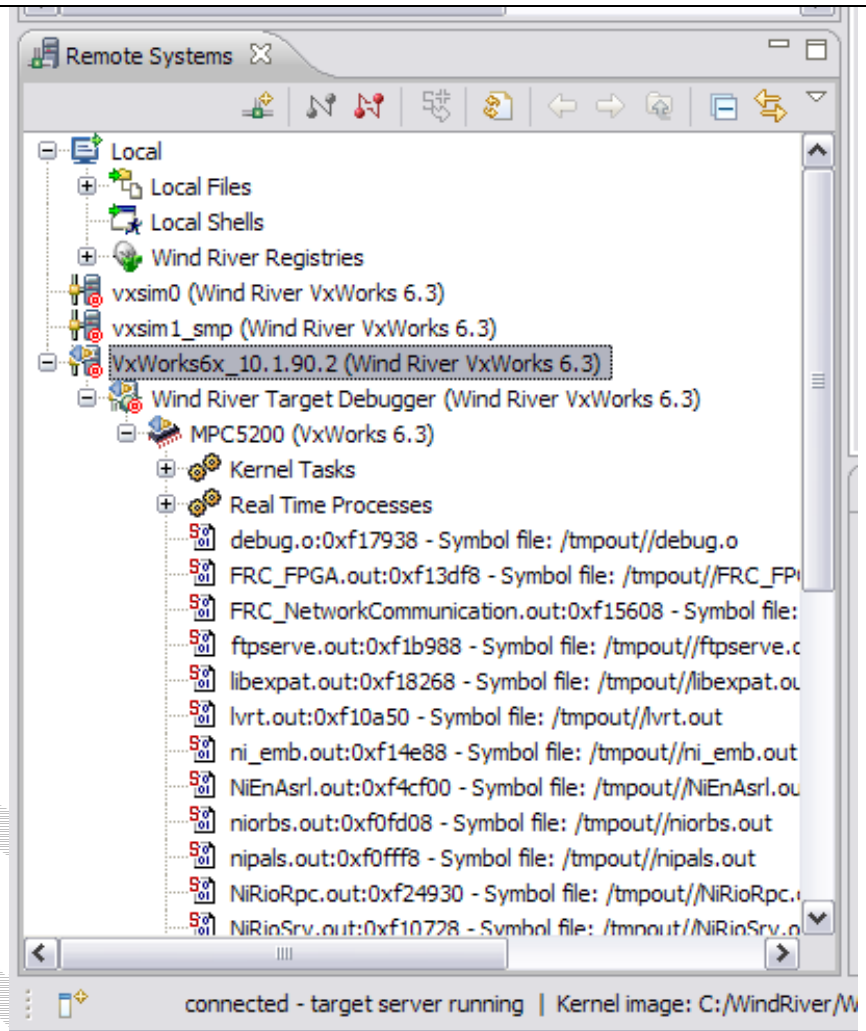 Remote Systems
Local
Local Files
Local Shells
Wind River Registries
vxsim0 (Wind River VxWorks 6.3)
vxsim1_smp (Wind River VxWorks 6.3)
VxWorks6x_10.1.90.2 (Wind River VxWorks 6.3)
Wind River Target Debugger (Wind River VxWorks 6.3)
MPC5200 (VxWorks 6.3)
Kernel Tasks
Real Time Processes
debug.o:0xf17938 - Symbol file: /tmpout//debug.o
FRC_FPGA.out:0xf13df8 - Symbol file: /tmpout//FRC_FP
FRC_NetworkCommunication.out:0xf15608 - Symbol file:
ftpserve.out:0xf1b988 - Symbol file: /tmpout//ftpserve.
libexpat.out:0xf18268 - Symbol file: /tmpout//libexpat.ou
lvrt.out:0xf10a50 - Symbol file: /tmpout//lvrt.out
ni_emb.out:0xf14e88 - Symbol file: /tmpout//ni_emb.out
NiEnAsrl.out:0xf4cf00 - Symbol file: /tmpout//NiEnAsrl.ou
niorbs.out:0xf0fd08 - Symbol file: /tmpout//niorbs.out
nipals.out:0xf0fff8 - Symbol file: /tmpout//nipals.out
NiRioRpc.out:0xf24930 - Symbol file: /tmpout//NiRioRpc.
NiRioSrv.out:0xf10728 - Symbol file: /tmpout//NiRioSrv.o
connected - target server running | Kernel image: C:/WindRiver/W